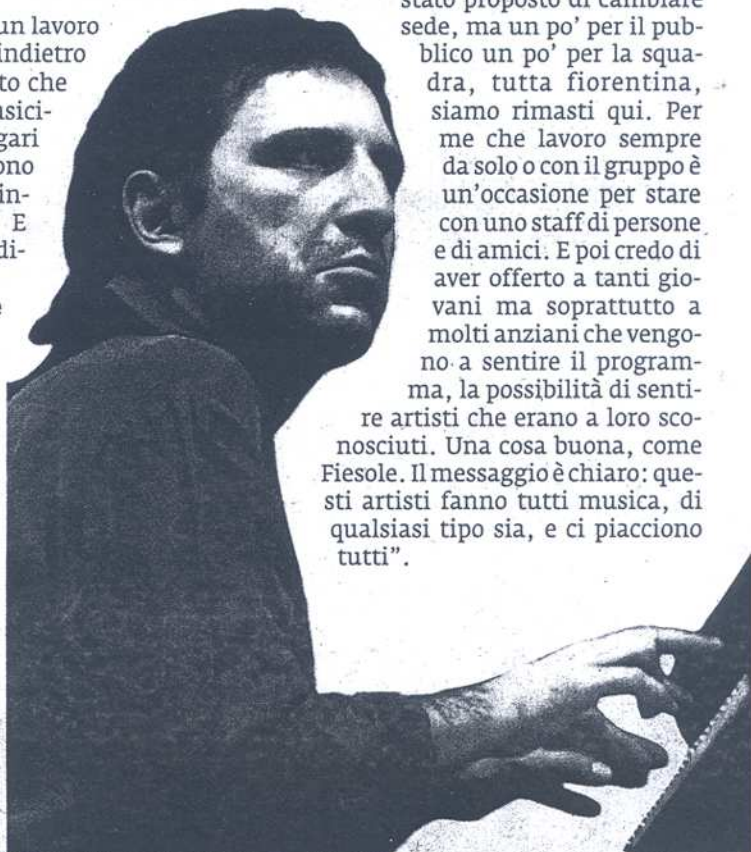 un lavoro
indietro
to che
usici-
gari
ono
in-
E
di-
e
stato proposto di cambiare
sede, ma un po' per il pub-
blico un po' per la squa-
dra, tutta fiorentina,
siamo rimasti qui. Per
me che lavoro sempre
da solo o con il gruppo è
un'occasione per stare
con uno staff di persone
e di amici. E poi credo di
aver offerto a tanti gio-
vani ma soprattutto a
molti anziani che vengo-
no a sentire il program-
ma, la possibilità di senti-
re artisti che erano a loro sco-
nosciuti. Una cosa buona, come
Fiesole. Il messaggio è chiaro: que-
sti artisti fanno tutti musica, di
qualsiasi tipo sia, e ci piacciono
tutti”.